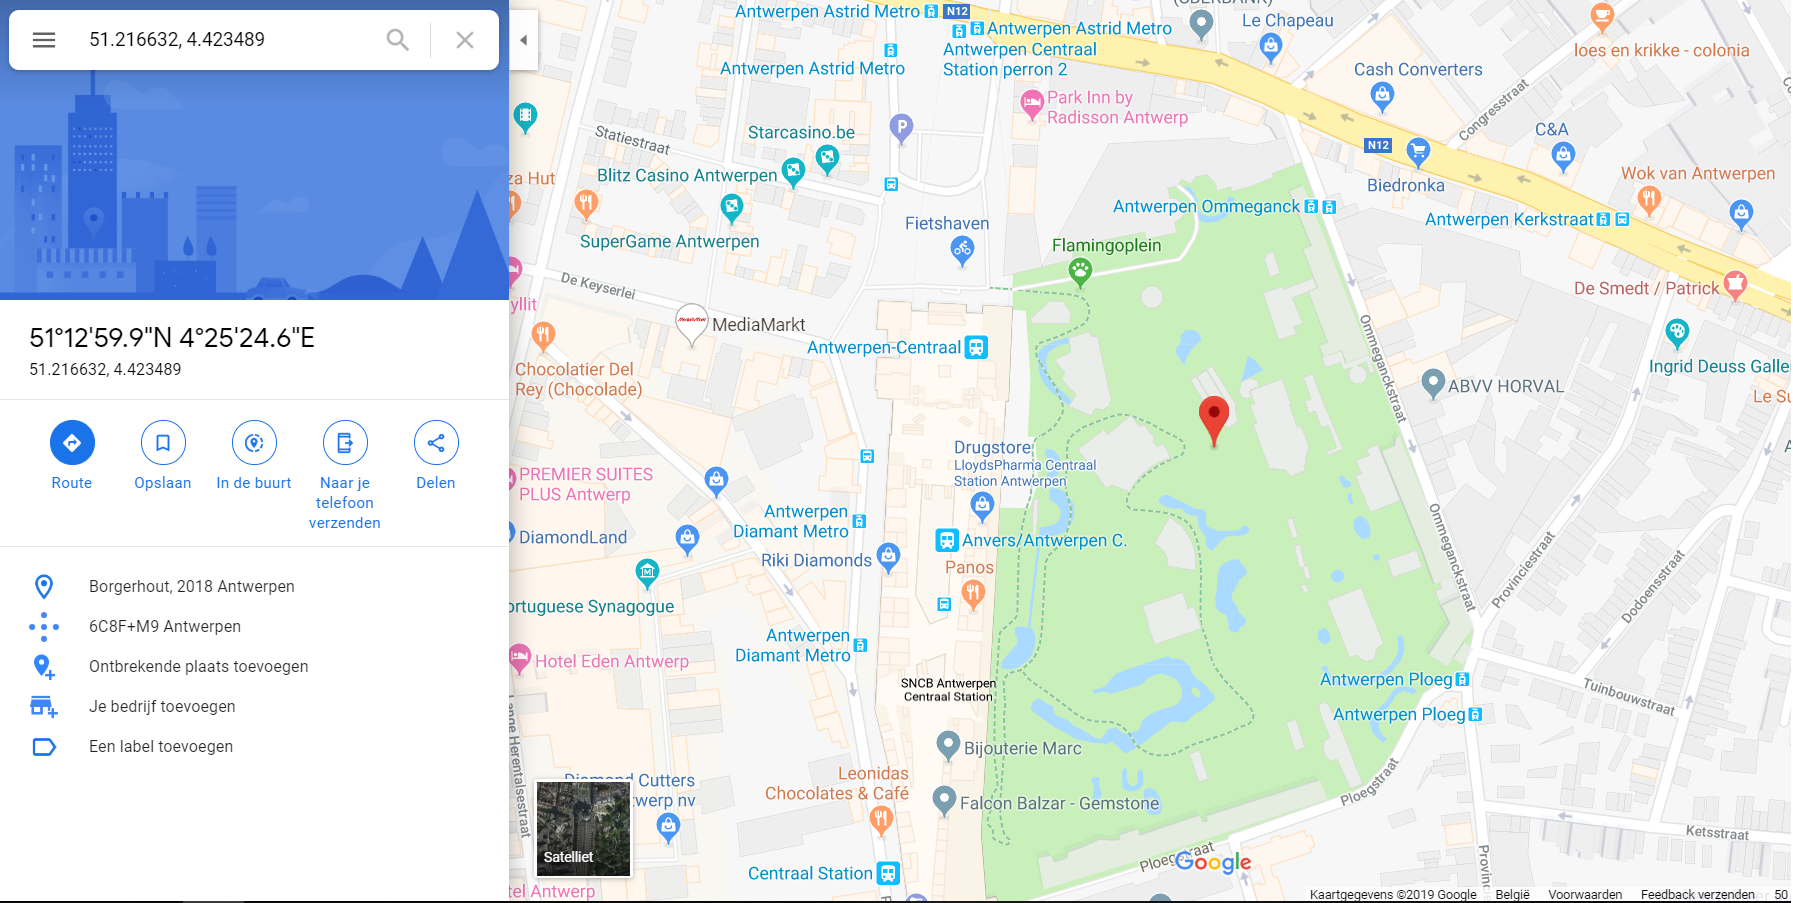 51.216632, 4.423489
51°12'59.9"N 4°25'24.6"E
51.216632, 4.423489
Route
Opslaan
In de buurt
Naar je
telefoon
verzenden
Delen
Borgerhout, 2018 Antwerpen
6C8F+M9 Antwerpen
Ontbrekende plaats toevoegen
Je bedrijf toevoegen
Een label toevoegen
Antwerpen Astrid Metro
N12
Antwerpen Astrid Metro
Antwerpen Centraal
Station perron 2
Antwerpen Astrid Metro
Le Chapeau
loes en krikke - colonia
Cash Converters
Park Inn by
Radisson Antwerp
Congresstraat
C&A
Statiestraat
Starcasino.be
P
N12
Blitz Casino Antwerpen
za Hut
Biedronka
Wok van Antwerpen
Antwerpen Ommeganck
Antwerpen Kerkstraat
Fietshaven
SuperGame Antwerpen
Flamingoplein
De Keyserlei
De Smedt / Patrick
yllit
MediaMarkt
MediaMarkt
Antwerpen-Centraal
Ommeganckstraat
Ingrid Deuss Galle
Chocolatier Del
Rey (Chocolade)
ABVV HORVAL
Le Su
Drugstore
LloydsPharma Centraal
Station Antwerpen
PREMIER SUITES
PLUS Antwerp
Antwerpen
Diamant Metro
DiamondLand
Anvers/Antwerpen C.
Riki Diamonds
Panos
Ommeganckstraat
Provinciestraat
Dodoensstraat
ortuguese Synagogue
Antwerpen
Diamant Metro
Hotel Eden Antwerp
SNCB Antwerpen
Centraal Station
Antwerpen Ploeg
Tuinbouwstraat
Antwerpen Ploeg
Lange Herentalsestraat
Bijouterie Marc
Diamond Cutters
twerp nv
Leonidas
Chocolates & Café
Falcon Balzar - Gemstone
Ploegstraat
Ketsstraat
Satelliet
Ploegstraat
Google
Centraal Station
Provinc
tel Antwerp
Kaartgegevens ©2019 Google
België
Voorwaarden
Feedback verzenden
50